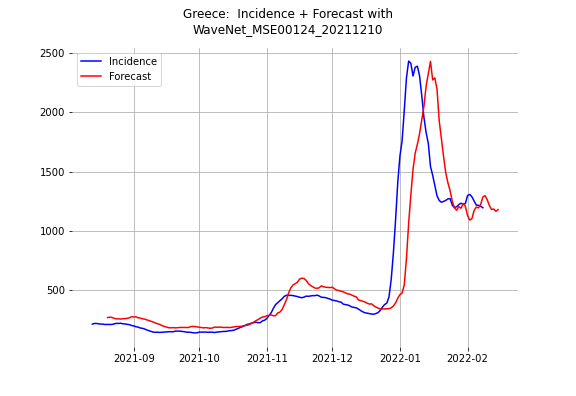 Greece:  Incidence + Forecast with
WaveNet_MSE00124_20211210
Incidence
Forecast
2500
2000
1500
1000
500
2021-09
2021-10
2021-11
2021-12
2022-01
2022-02